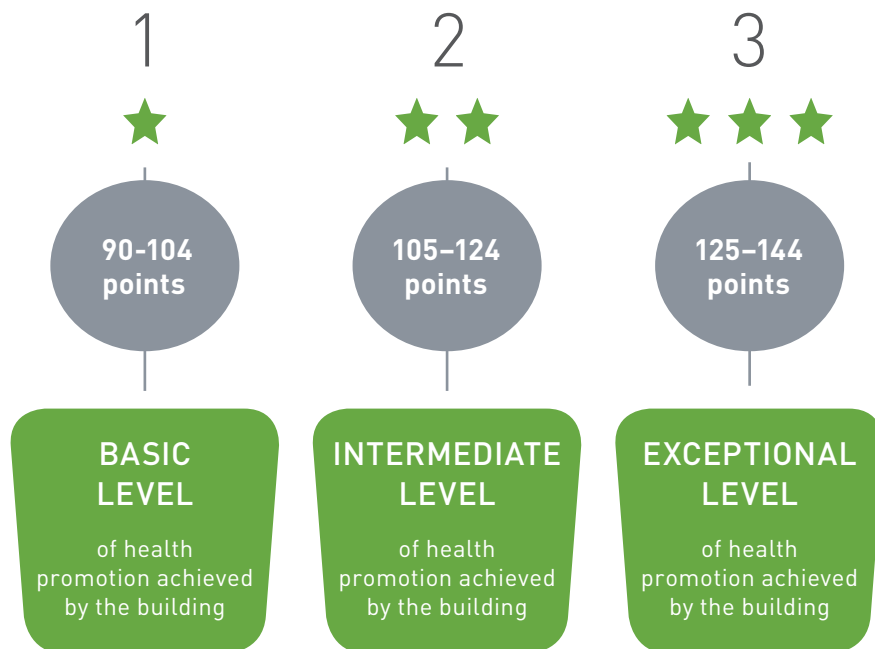 1
2
3
90-104
points
105–124
points
125–144
points
BASIC
LEVEL
of health
promotion achieved
by the building
INTERMEDIATE
LEVEL
of health
promotion achieved
by the building
EXCEPTIONAL
LEVEL
of health
promotion achieved
by the building